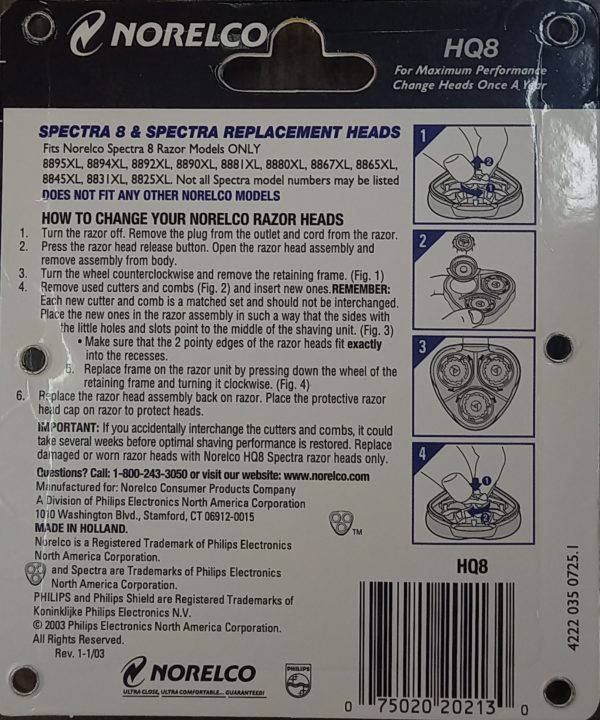 NORELCO
HQ8
For Maximum Performance
Change Heads Once A Year
SPECTRA 8 & SPECTRA REPLACEMENT HEADS
Fits Norelco Spectra 8 Razor Models ONLY
8895XL, 8894XL, 8892XL, 8890XL, 8881XL, 8880XL, 8867XL, 8865XL,
8845XL, 8831XL, 8825XL. Not all Spectra model numbers may be listed
DOES NOT FIT ANY OTHER NORELCO MODELS
HOW TO CHANGE YOUR NORELCO RAZOR HEADS
1. Turn the razor off. Remove the plug from the outlet and cord from the razor.
2. Press the razor head release button. Open the razor head assembly and
remove assembly from body.
3. Turn the wheel counterclockwise and remove the retaining frame. (Fig. 1)
4. Remove used cutters and combs (Fig. 2) and insert new ones. REMEMBER:
Each new cutter and comb is a matched set and should not be interchanged.
Place the new ones in the razor assembly in such a way that the sides with
the little holes and slots point to the middle of the shaving unit. (Fig. 3)
• Make sure that the 2 pointy edges of the razor heads fit exactly
into the recesses.
5. Replace frame on the razor unit by pressing down the wheel of the
retaining frame and turning it clockwise. (Fig. 4)
6. Replace the razor head assembly back on razor. Place the protective razor
head cap on razor to protect heads.
IMPORTANT: If you accidentally interchange the cutters and combs, it could
take several weeks before optimal shaving performance is restored. Replace
damaged or worn razor heads with Norelco HQ8 Spectra razor heads only.
Questions? Call: 1-800-243-3050 or visit our website: www.norelco.com
Manufactured for: Norelco Consumer Products Company
A Division of Philips Electronics North America Corporation
1010 Washington Blvd., Stamford, CT 06912-0015
MADE IN HOLLAND.
TM
Norelco is a Registered Trademark of Philips Electronics
North America Corporation.
and Spectra are Trademarks of Philips Electronics
North America Corporation.
PHILIPS and Philips Shield are Registered Trademarks of
Koninklijke Philips Electronics N.V.
© 2003 Philips Electronics North America Corporation.
All Rights Reserved.
Rev. 1-1/03
NORELCO
ULTRA CLOSE, ULTRA COMFORTABLE... GUARANTEED!
PHILIPS
1
2
1
2
3
4
1
2
HQ8
0 75020 20213 0
4222 035 0725.1